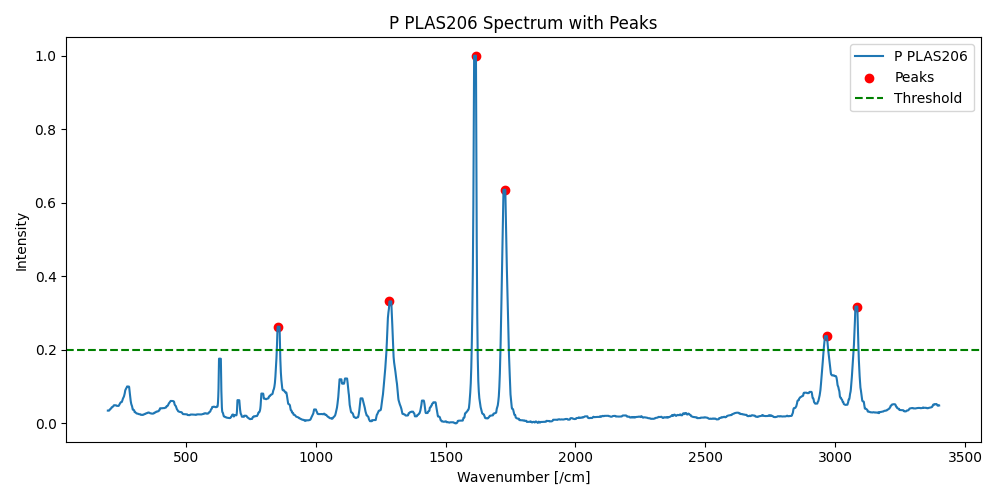 P PLAS206 Spectrum with Peaks
P PLAS206
Peaks
Threshold
1.0
0.8
0.6
0.4
0.2
0.0
Intensity
500
1000
1500
2000
2500
3000
3500
Wavenumber [/cm]